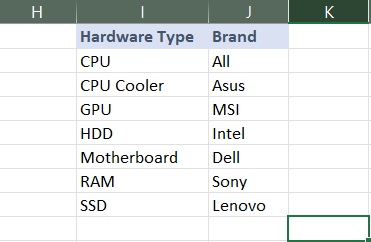 H I J K
Hardware Type Brand
CPU All
CPU Cooler Asus
GPU MSI
HDD Intel
Motherboard Dell
RAM Sony
SSD Lenovo